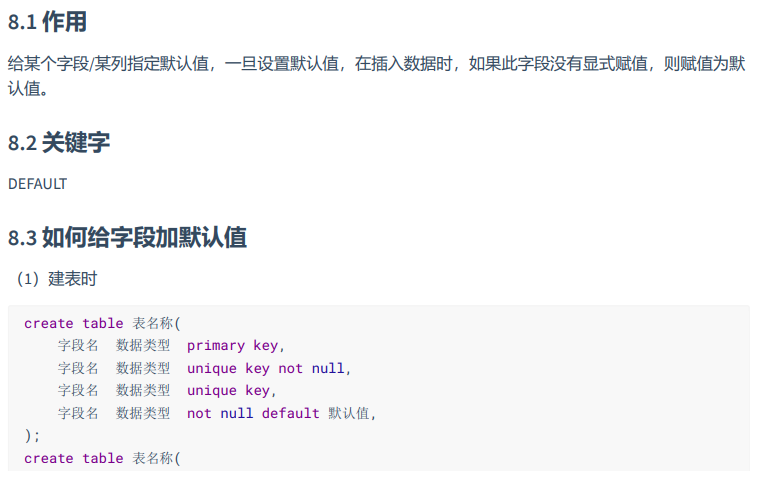 8.1 作用
给某个字段/某列指定默认值，一旦设置默认值，在插入数据时，如果此字段没有显式赋值，则赋值为默
认值。
8.2 关键字
DEFAULT
8.3 如何给字段加默认值
（1）建表时
create table 表名称(
字段名 数据类型 primary key,
字段名 数据类型 unique key not null,
字段名 数据类型 unique key,
字段名 数据类型 not null default 默认值,
);
create table 表名称(